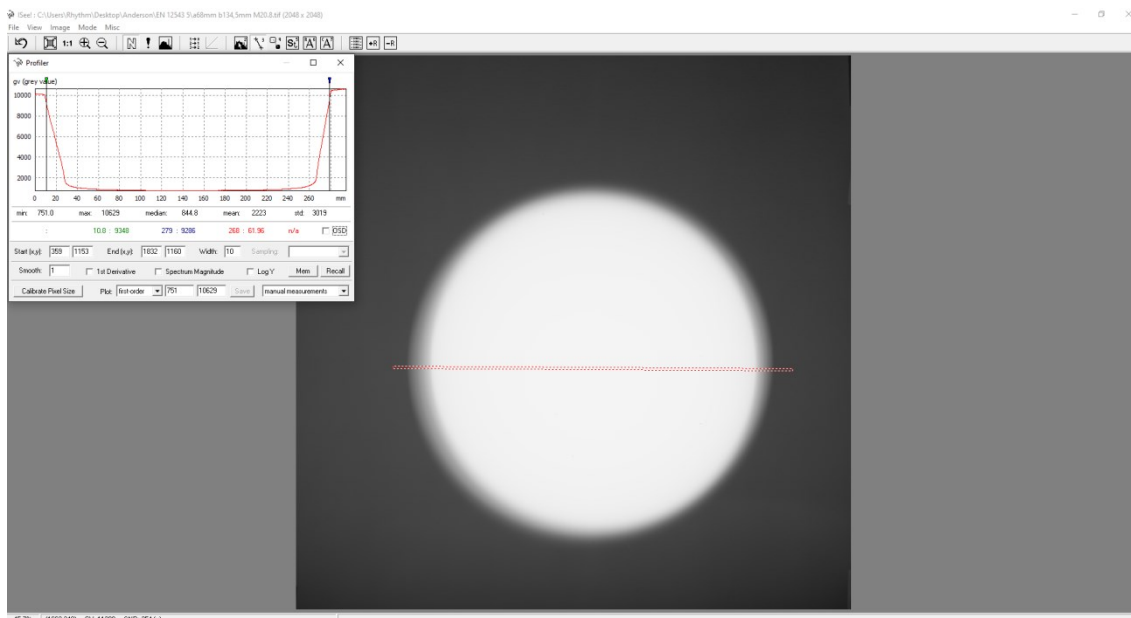 ISee! : C:\Users\Rhythm\Desktop\Anderson\EN 12543 5\a68mm b134,5mm M20.8.tif (2048 x 2048)
File View Image Mode Misc
1:1 N ! S "A" "A" +R -R
Profiler
gv (grey value)
10000
8000
6000
4000
2000
0 20 40 60 80 100 120 140 160 180 200 220 240 260 mm
min: 751.0 max: 10629 median: 844.8 mean: 2223 std: 3019
: 10.0 : 9348 279 : 9286 268 : 61.96 n/a OSD
Start (x,y): 359 1153 End (x,y): 1832 1160 Width: 10 Sampling:
Smooth: 1 1st Derivative Spectrum Magnitude Log Y Mem Recall
Calibrate Pixel Size Plot: first-order 751 10629 Save manual measurements